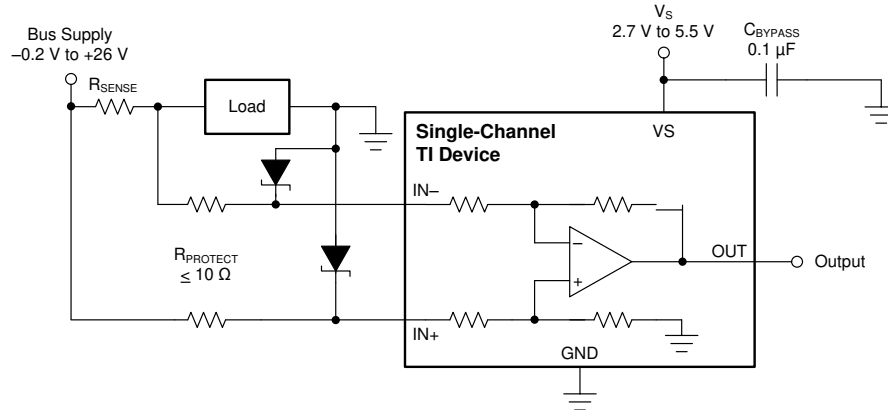 Bus Supply
–0.2 V to +26 V
RSENSE
Load
VS
2.7 V to 5.5 V
CBYPASS
0.1 µF
Single-Channel
TI Device
VS
IN–
RPROTECT
≤ 10 Ω
–
+
OUT
Output
IN+
GND